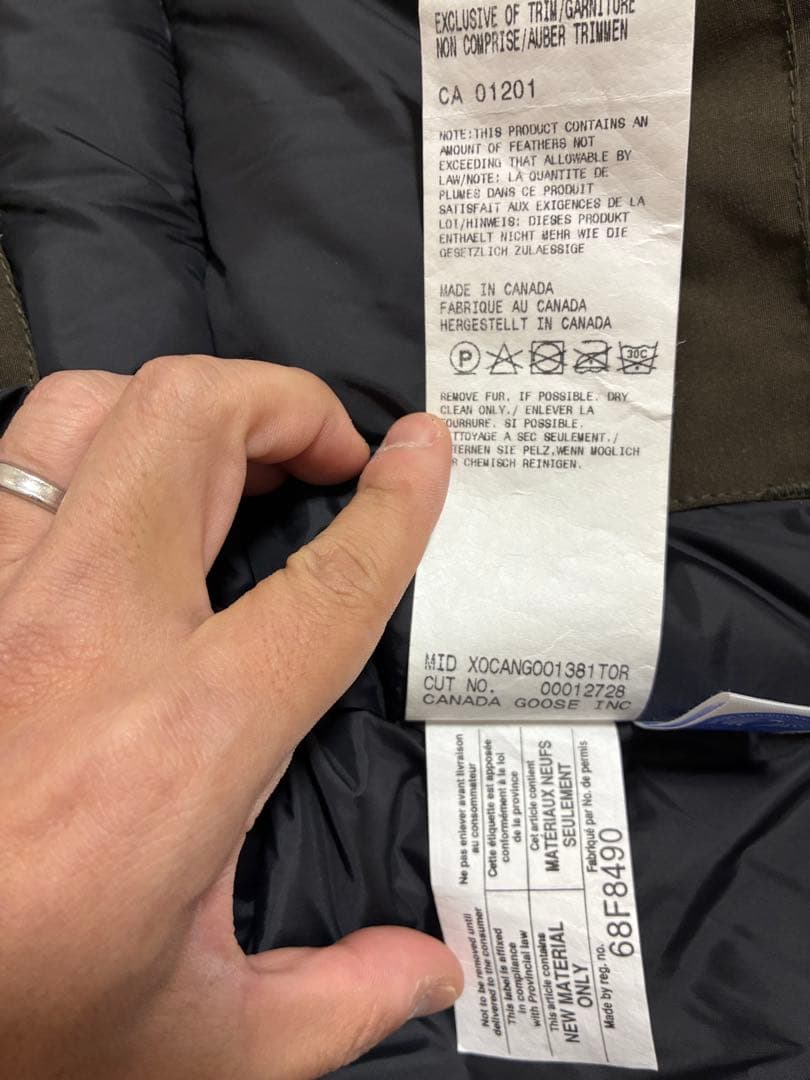 EXCLUSIVE OF TRIM/GARNITURE
NON COMPRISE/AUBER TRIMMEN
CA 01201
NOTE:THIS PRODUCT CONTAINS AN
AMOUNT OF FEATHERS NOT
EXCEEDING THAT ALLOWABLE BY
LAW/NOTE: LA QUANTITE DE
PLUMES DANS CE PRODUIT
SATISFAIT AUX EXIGENCES DE LA
LOI/HINWEIS: DIESES PRODUKT
ENTHAELT NICHT MEHR WIE DIE
GESETZLICH ZULAESSIGE
MADE IN CANADA
FABRIQUE AU CANADA
HERGESTELLT IN CANADA
P 30C
REMOVE FUR, IF POSSIBLE. DRY
CLEAN ONLY./ ENLEVER LA
FOURRURE. SI POSSIBLE.
TTOYAGE A SEC SEULEMENT./
TERNEN SIE PELZ,WENN MOGLICH
R CHEMISCH REINIGEN.
MID XOCANGOO1381TOR
CUT NO. 00012728
CANADA GOOSE INC
Not to be removed until
delivered to the consumer
This label is affixed
in compliance
with Provincial law
This article contains
NEW MATERIAL
ONLY
Made by reg. no.
Ne pas enlever avant livraison
au consommateur
Cette étiquette est apposée
conformément à la loi
de la province
Cet article contient
MATÉRIAUX NEUFS
SEULEMENT
Fabriqué par No. de permis
68F8490